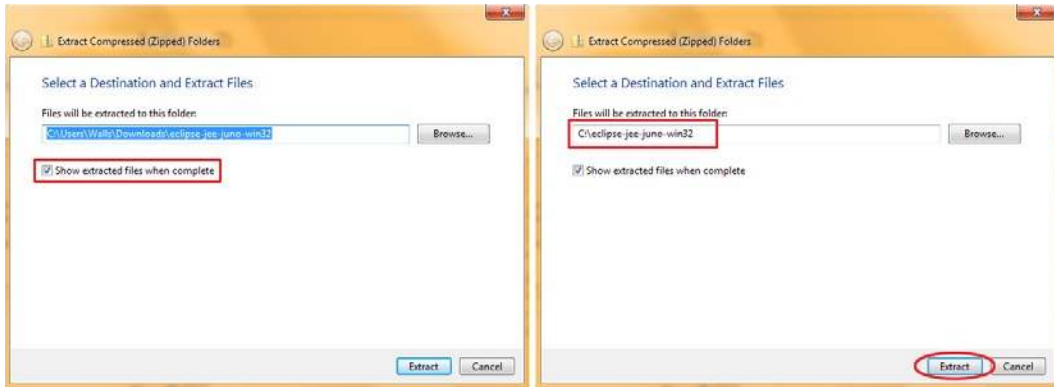 Extract Compressed (Zipped) Folders
Select a Destination and Extract Files
Files will be extracted to this folder:
C:\Users\Walls\Downloads\eclipse-jee-juno-win32
Browse...
Show extracted files when complete
Extract
Cancel
Extract Compressed (Zipped) Folders
Select a Destination and Extract Files
Files will be extracted to this folder:
C:\eclipse-jee-juno-win32
Browse...
Show extracted files when complete
Extract
Cancel